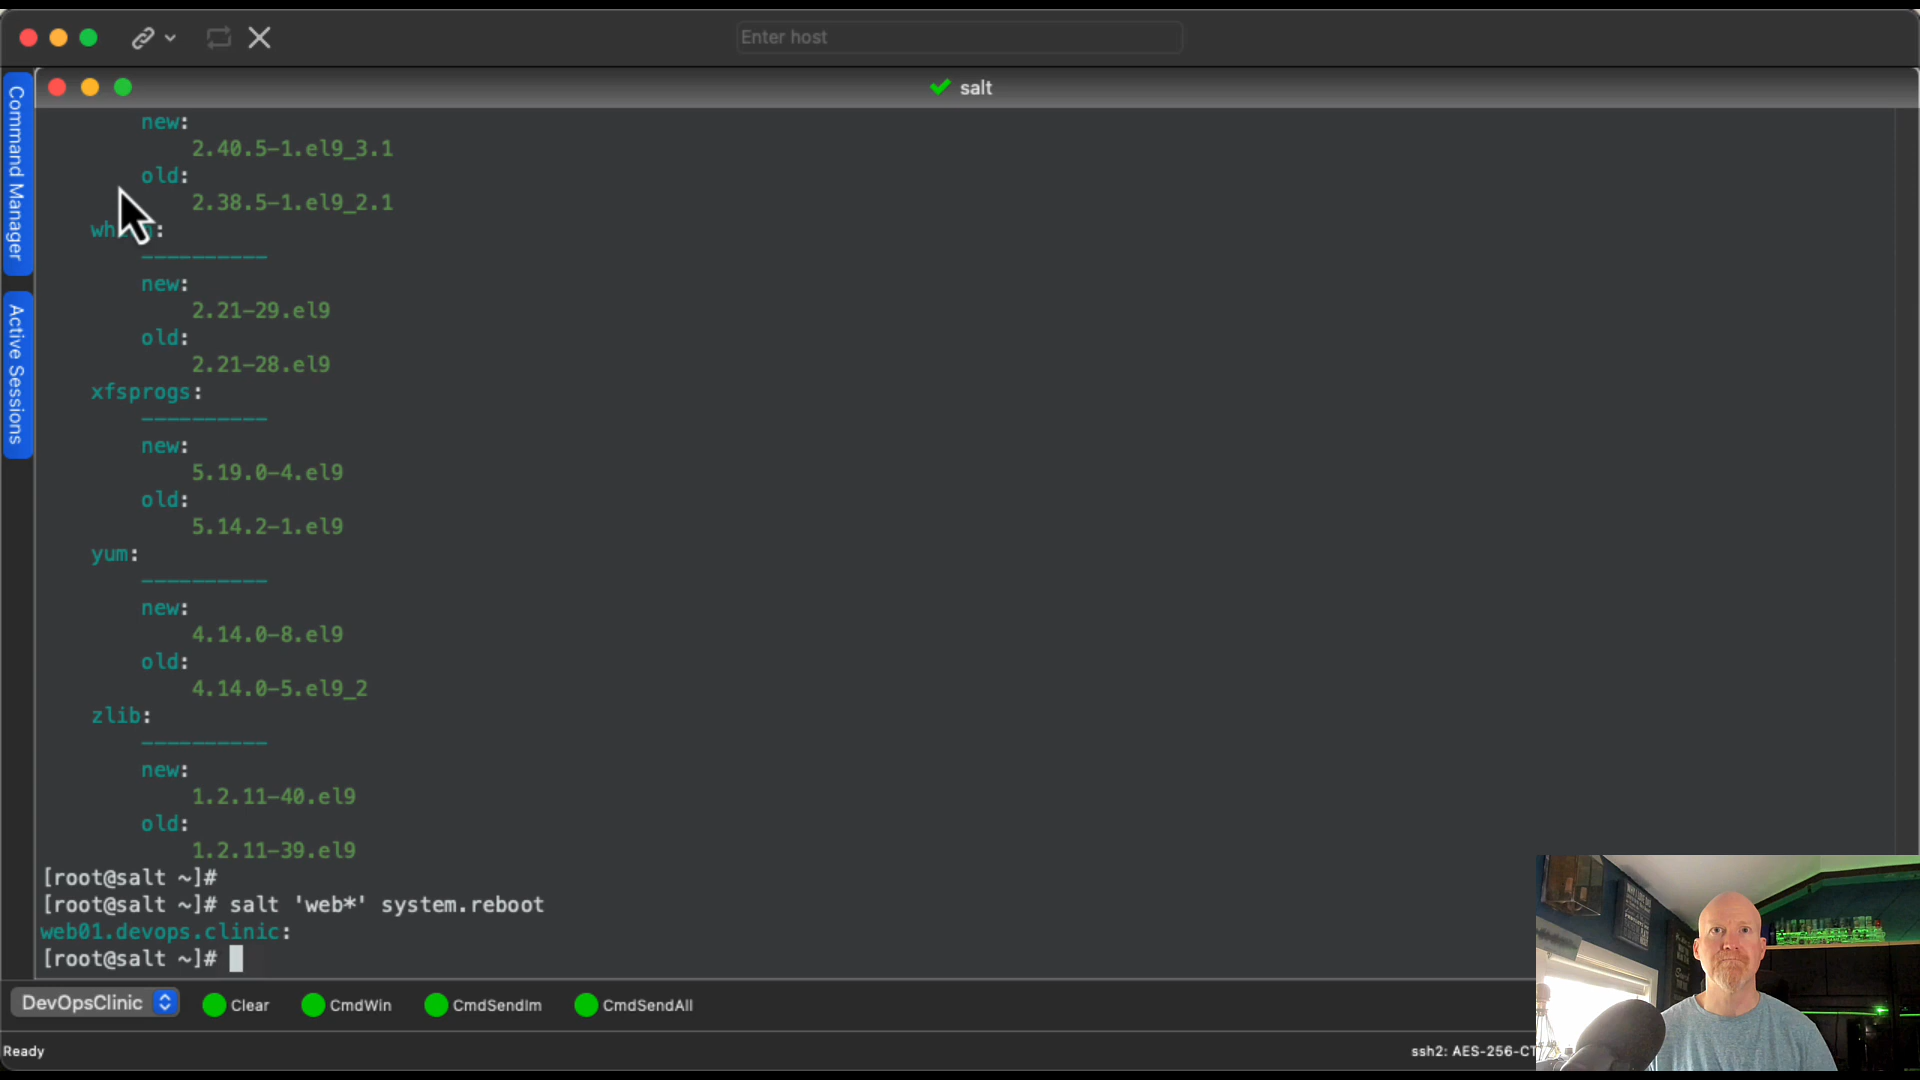 Enter host
salt
Command Manager
Active Sessions
new:
2.40.5-1.el9_3.1
old:
2.38.5-1.el9_2.1
----------
new:
2.21-29.el9
old:
2.21-28.el9
xfsprogs:
----------
new:
5.19.0-4.el9
old:
5.14.2-1.el9
yum:
----------
new:
4.14.0-8.el9
old:
4.14.0-5.el9_2
zlib:
----------
new:
1.2.11-40.el9
old:
1.2.11-39.el9
[root@salt ~]#
[root@salt ~]# salt 'web*' system.reboot
web01.devops.clinic:
[root@salt ~]#
DevOpsClinic
Clear
CmdWin
CmdSendIm
CmdSendAll
Ready
ssh2: AES-256-CT